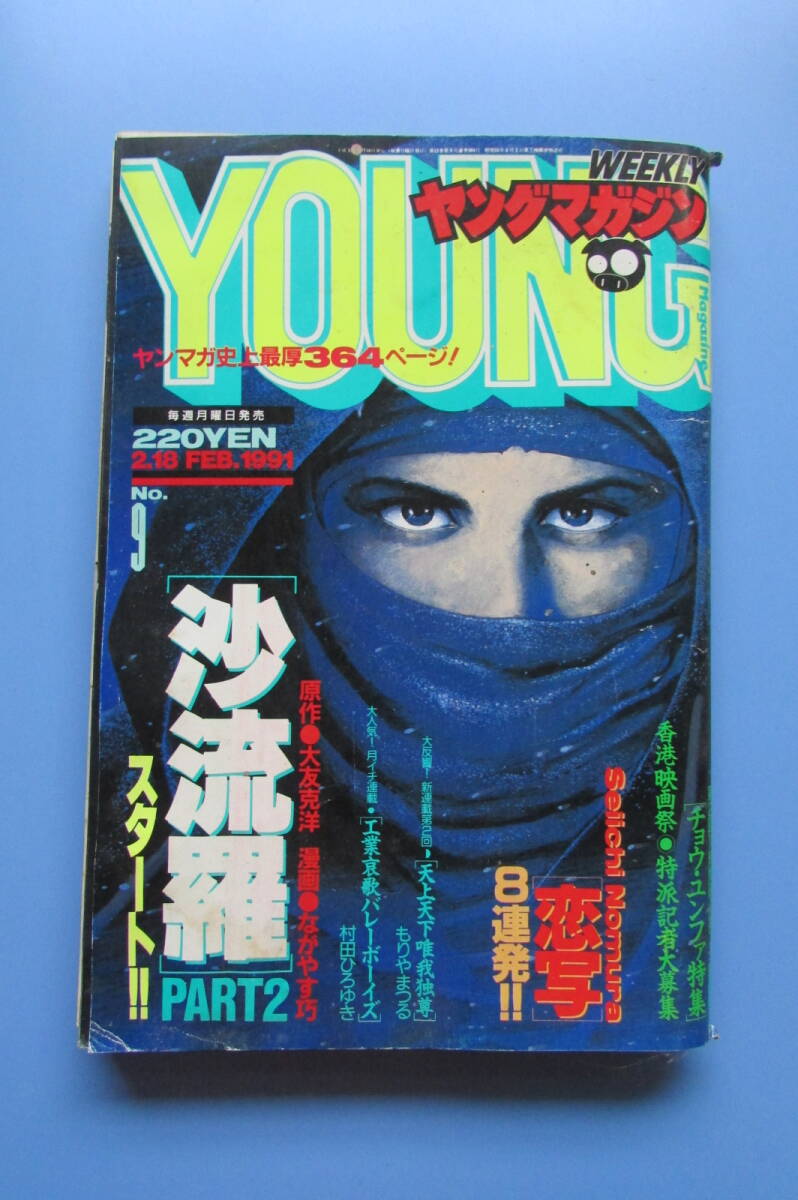 WEEKLY
YOUNG
ヤングマガジン
Magazine
ヤンマガ史上最厚364ページ!
毎週月曜日発売
220YEN
2.18 FEB.1991
No.
9
[沙流羅]
PART2
スタート!!
原作●大友克洋 漫画●ながやす巧
大人気!月イチ連載●[工業哀歌バレーボーイズ]
村田ひろゆき
大反響!新連載第2回●[天上天下唯我独尊]
もりやまつる
Seiichi Nomura
[恋写]
8連発!!
[チョウ・ユンファ特集]
香港映画祭●特派記者大募集